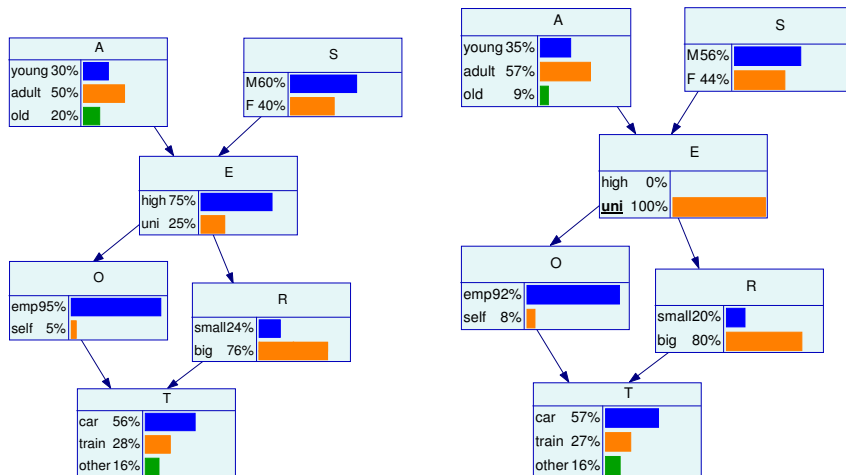 A
young 30%
adult 50%
old 20%
S
M60%
F 40%
E
high 75%
uni 25%
O
emp95%
self 5%
R
small24%
big 76%
T
car 56%
train 28%
other 16%
A
young 35%
adult 57%
old 9%
S
M56%
F 44%
E
high 0%
uni 100%
O
emp92%
self 8%
R
small20%
big 80%
T
car 57%
train 27%
other 16%